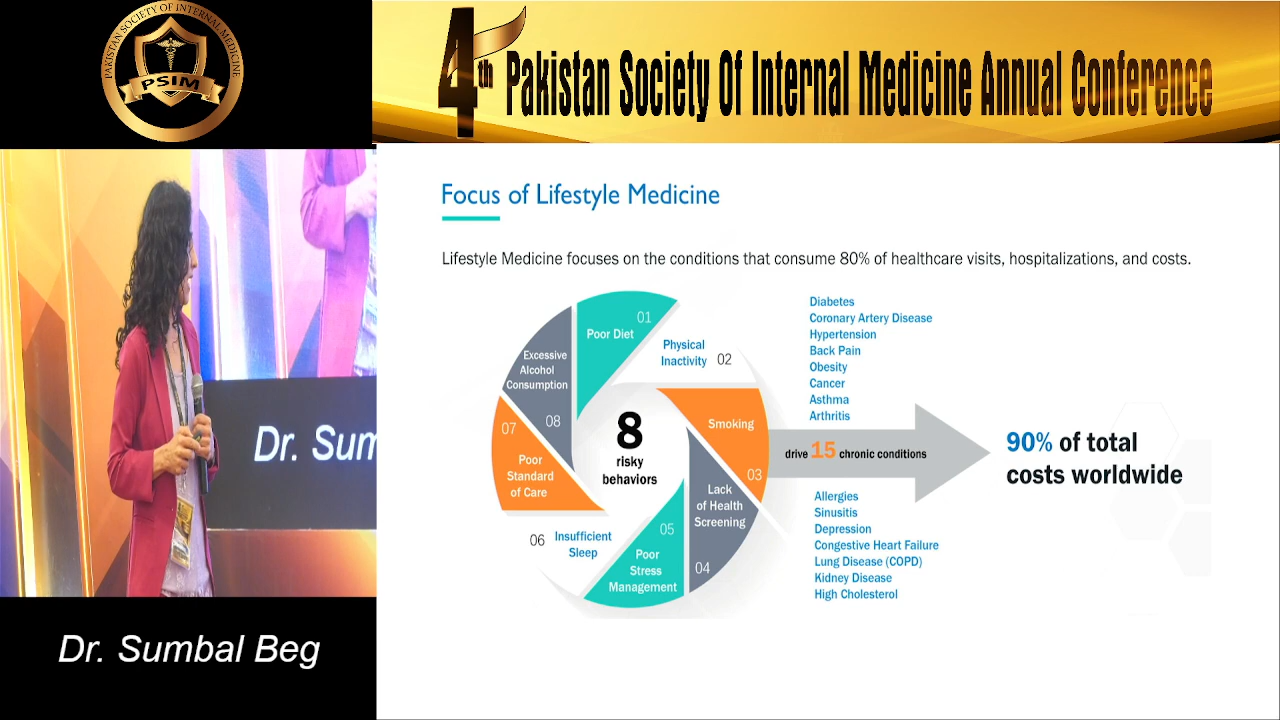 PAKISTAN SOCIETY OF INTERNAL MEDICINE
PSIM
4th Pakistan Society Of Internal Medicine Annual Conference
Focus of Lifestyle Medicine
Lifestyle Medicine focuses on the conditions that consume 80% of healthcare visits, hospitalizations, and costs.
01
Poor Diet
Physical
Inactivity 02
Smoking
03
Lack
of Health
Screening
04
05
Poor
Stress
Management
06 Insufficient
Sleep
07
Poor
Standard
of Care
Excessive
Alcohol
Consumption
08
8
risky
behaviors
Diabetes
Coronary Artery Disease
Hypertension
Back Pain
Obesity
Cancer
Asthma
Arthritis
drive 15 chronic conditions
Allergies
Sinusitis
Depression
Congestive Heart Failure
Lung Disease (COPD)
Kidney Disease
High Cholesterol
90% of total
costs worldwide
Dr. Sum
Dr. Sumbal Beg